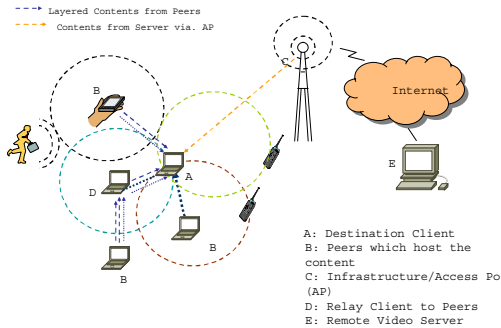 Layered Contents from Peers
Contents from Server via. AP
C
B
Internet
E
A
D
B
B
A: Destination Client
B: Peers which host the
content
C: Infrastructure/Access Po
(AP)
D: Relay Client to Peers
E: Remote Video Server